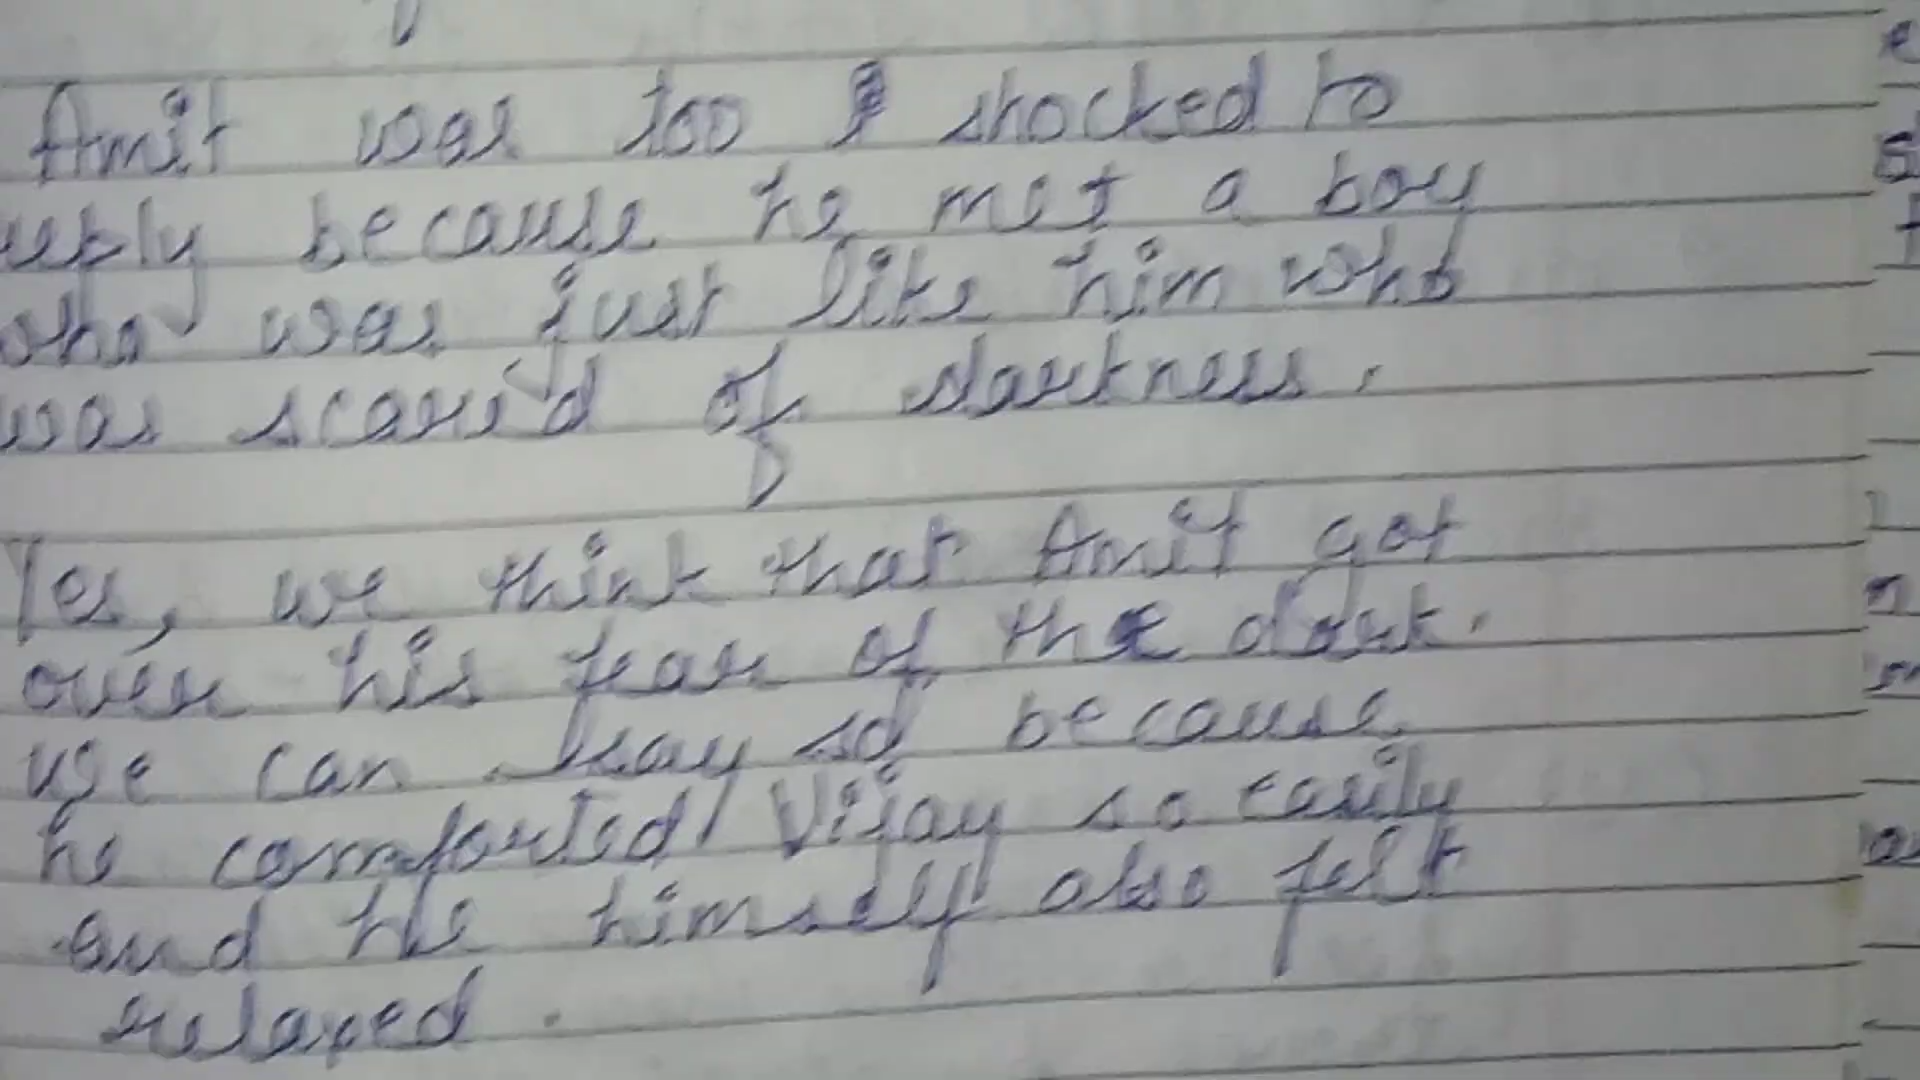 Amit was too shocked to
reply because he met a boy
who was just like him who
was scared of darkness.
Yes, we think that Amit got
over his fear of the dark.
we can say so because
he comforted Vijay so easily
and he himself also felt
relaxed.